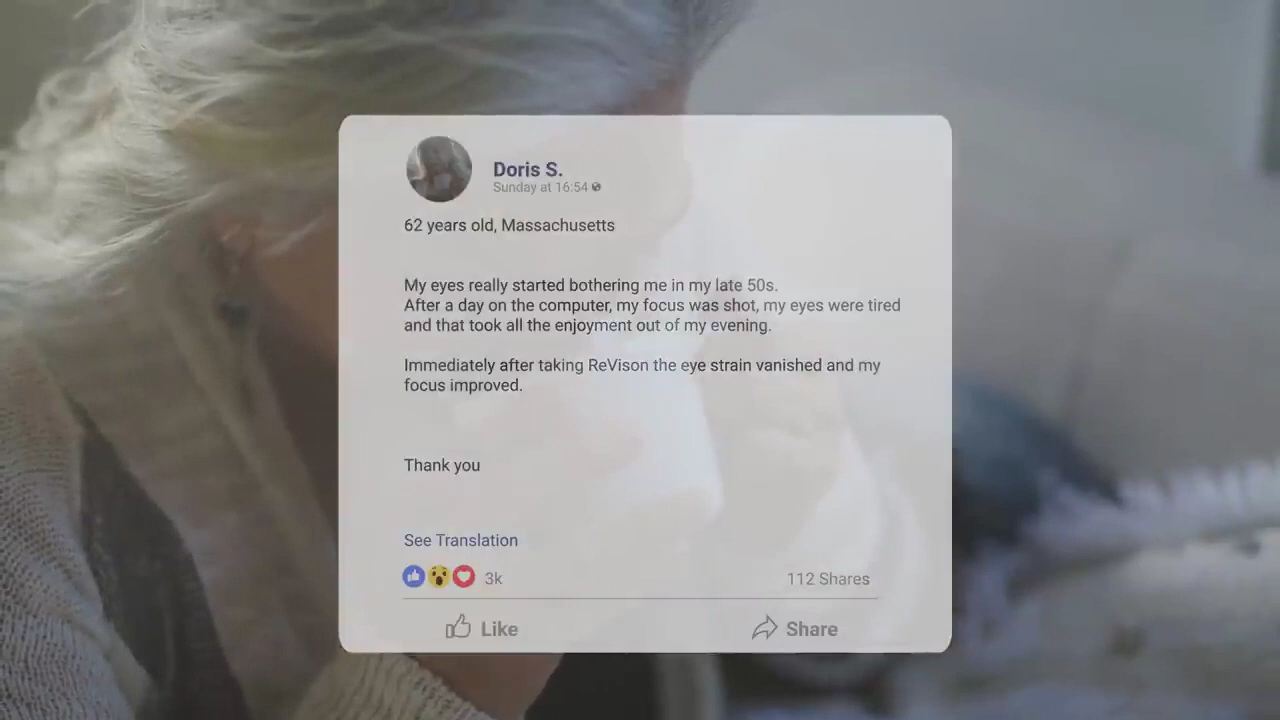 Doris S.
Sunday at 16:54
62 years old, Massachusetts
My eyes really started bothering me in my late 50s.
After a day on the computer, my focus was shot, my eyes were tired
and that took all the enjoyment out of my evening.
Immediately after taking ReVison the eye strain vanished and my
focus improved.
Thank you
See Translation
3k
112 Shares
Like
Share